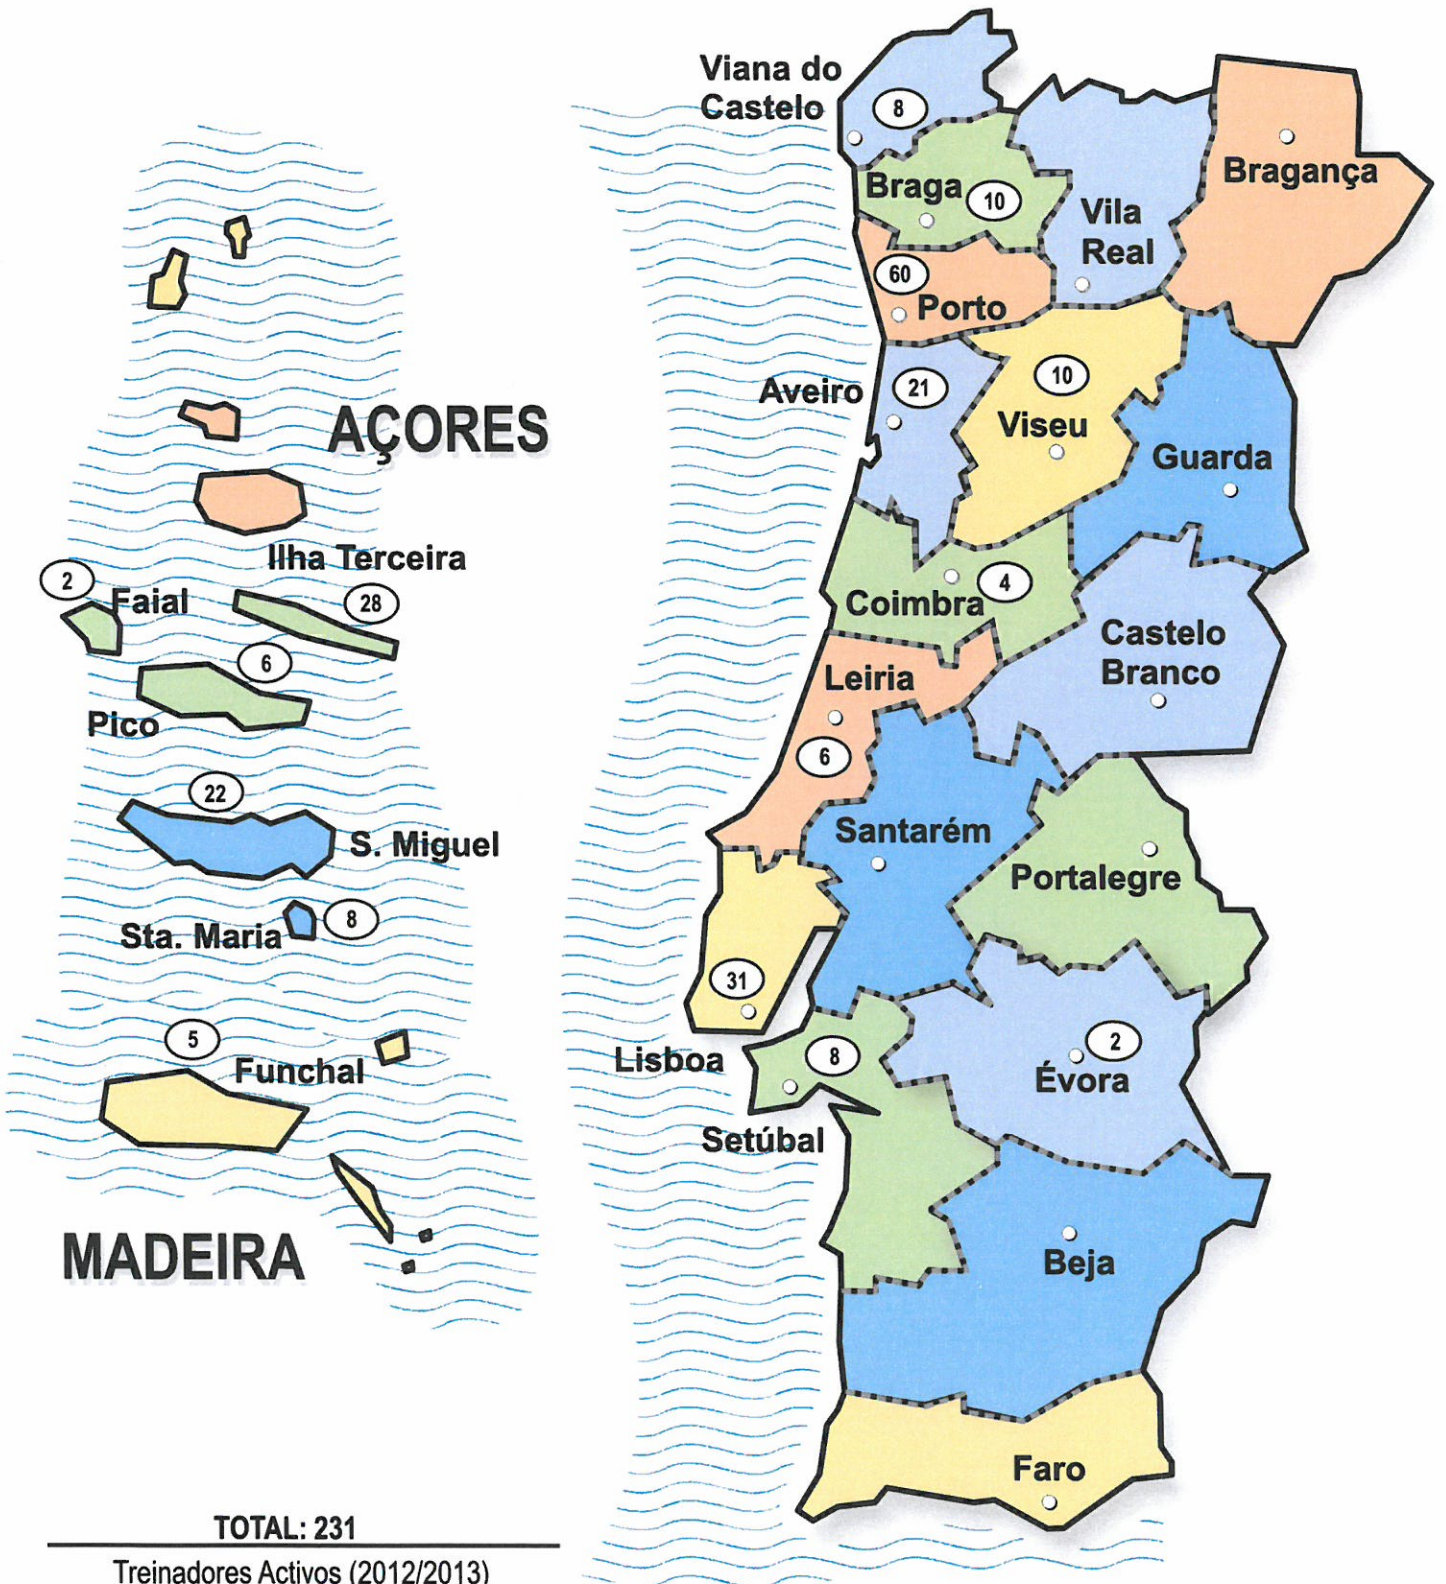 Viana do
Castelo
8
Braga
10
Vila
Real
Bragança
60
Porto
Aveiro
21
10
Viseu
Guarda
AÇORES
Ilha Terceira
2
Faial
28
6
Pico
Coimbra
4
Castelo
Branco
Leiria
6
22
S. Miguel
Santarém
Portalegre
Sta. Maria
8
31
5
Funchal
Lisboa
8
2
Évora
Setúbal
MADEIRA
Beja
Faro
TOTAL: 231
Treinadores Activos (2012/2013)